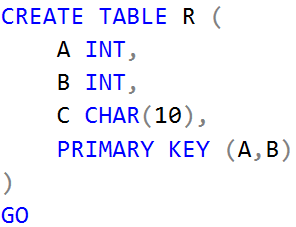 CREATE TABLE R (
    A INT,
    B INT,
    C CHAR(10),
    PRIMARY KEY (A,B)
)
GO